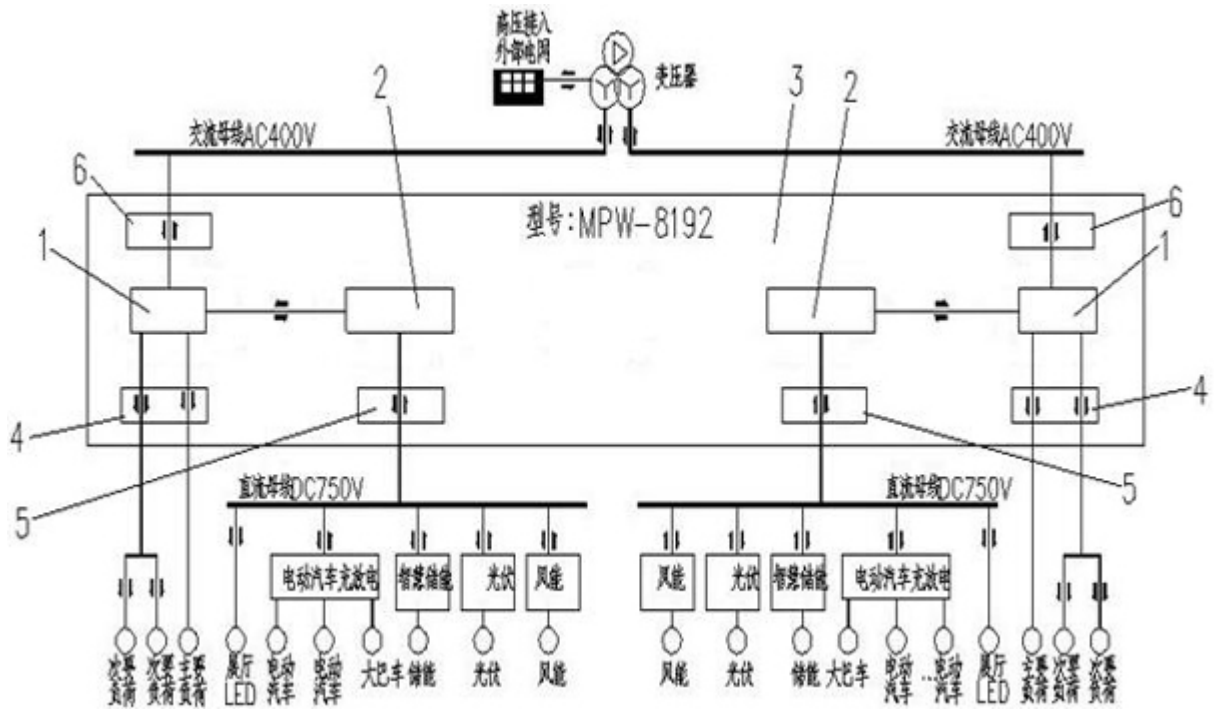 高压接入
外部电网
变压器
2
3
2
交流母线AC400V
交流母线AC400V
6
型号:MPW-8192
6
1
2
2
1
4
4
5
直流母线DC750V
直流母线DC750V
5
电动汽车充放电
智慧储能
光伏
风能
风能
光伏
智慧储能
电动汽车充放电
次要
负荷
次要
负荷
主要
负荷
展厅
LED
电动
汽车
电动
汽车
大巴车
储能
光伏
风能
风能
光伏
储能
大巴车
电动
汽车
...
电动
汽车
展厅
LED
主要
负荷
次要
负荷
次要
负荷